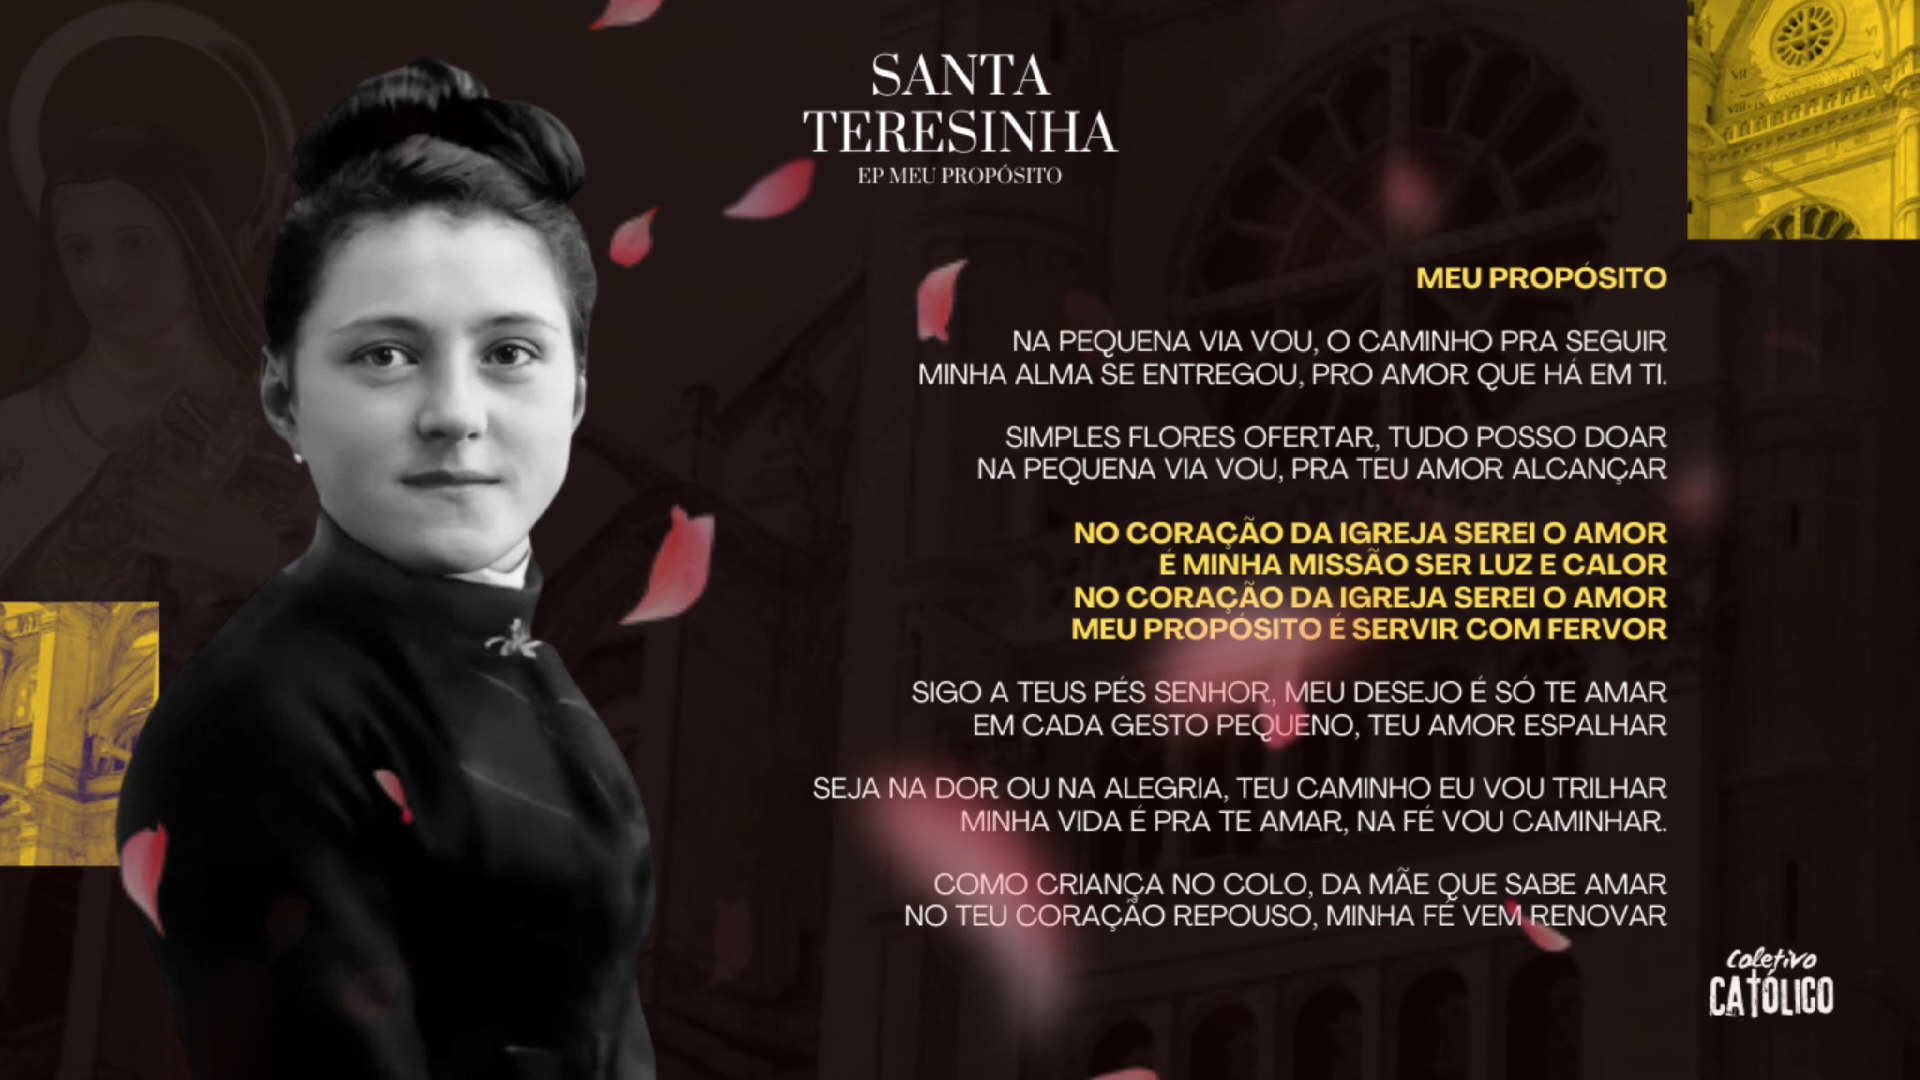 SANTA
TERESINHA
EP MEU PROPÓSITO
MEU PROPÓSITO
NA PEQUENA VIA VOU, O CAMINHO PRA SEGUIR
MINHA ALMA SE ENTREGOU, PRO AMOR QUE HÁ EM TI.
SIMPLES FLORES OFERTAR, TUDO POSSO DOAR
NA PEQUENA VIA VOU, PRA TEU AMOR ALCANÇAR
NO CORAÇÃO DA IGREJA SEREI O AMOR
É MINHA MISSÃO SER LUZ E CALOR
NO CORAÇÃO DA IGREJA SEREI O AMOR
MEU PROPÓSITO É SERVIR COM FERVOR
SIGO A TEUS PÉS SENHOR, MEU DESEJO É SÓ TE AMAR
EM CADA GESTO PEQUENO, TEU AMOR ESPALHAR
SEJA NA DOR OU NA ALEGRIA, TEU CAMINHO EU VOU TRILHAR
MINHA VIDA É PRA TE AMAR, NA FÉ VOU CAMINHAR.
COMO CRIANÇA NO COLO, DA MÃE QUE SABE AMAR
NO TEU CORAÇÃO REPOUSO, MINHA FÉ VEM RENOVAR
Coletivo
CATÓLICO